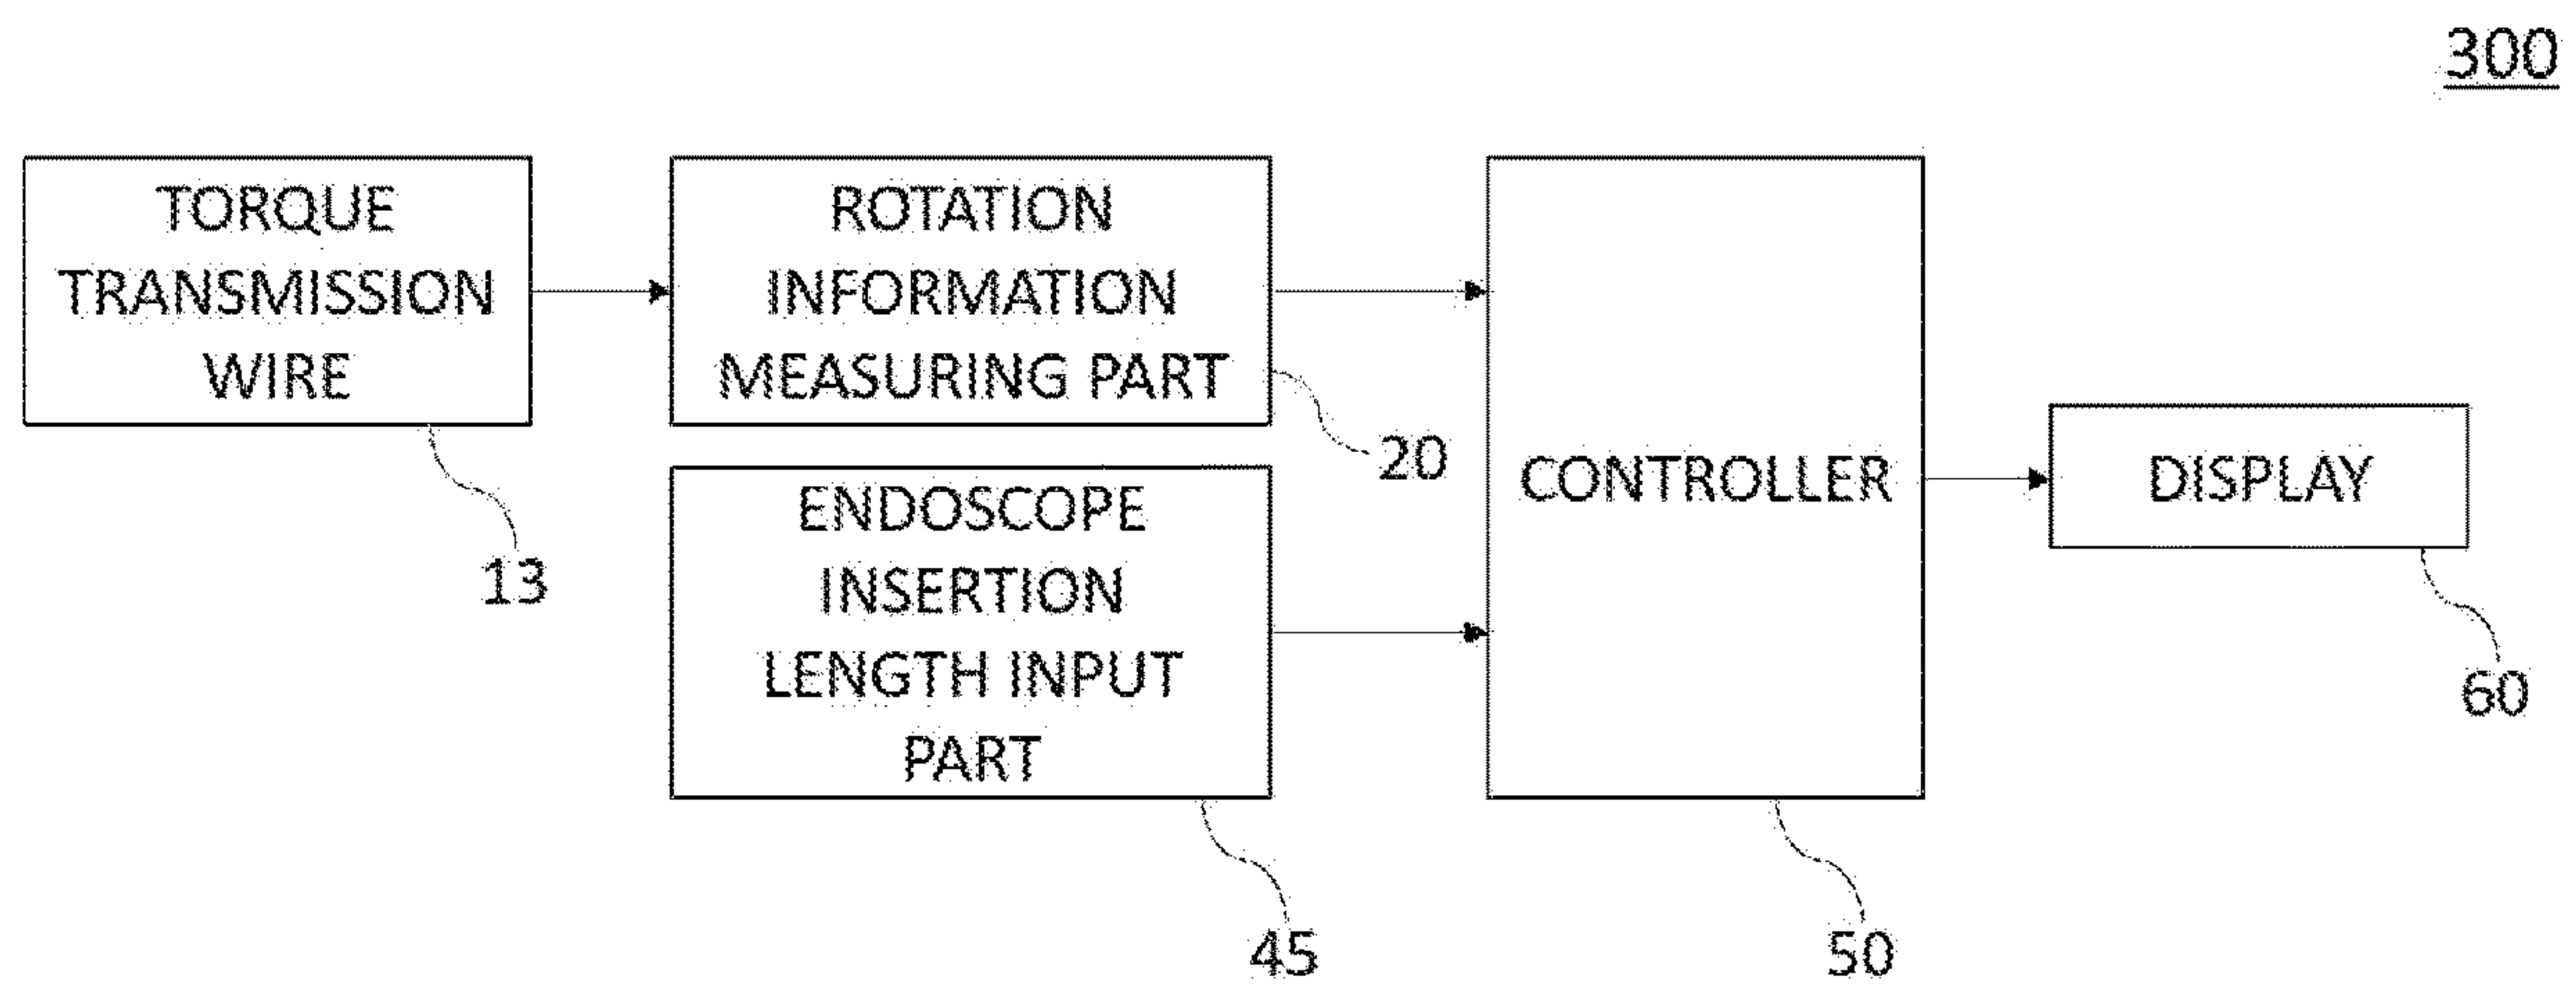 300
TORQUE
TRANSMISSION
WIRE
13
ROTATION
INFORMATION
MEASURING PART
20
ENDOSCOPE
INSERTION
LENGTH INPUT
PART
45
CONTROLLER
50
DISPLAY
60